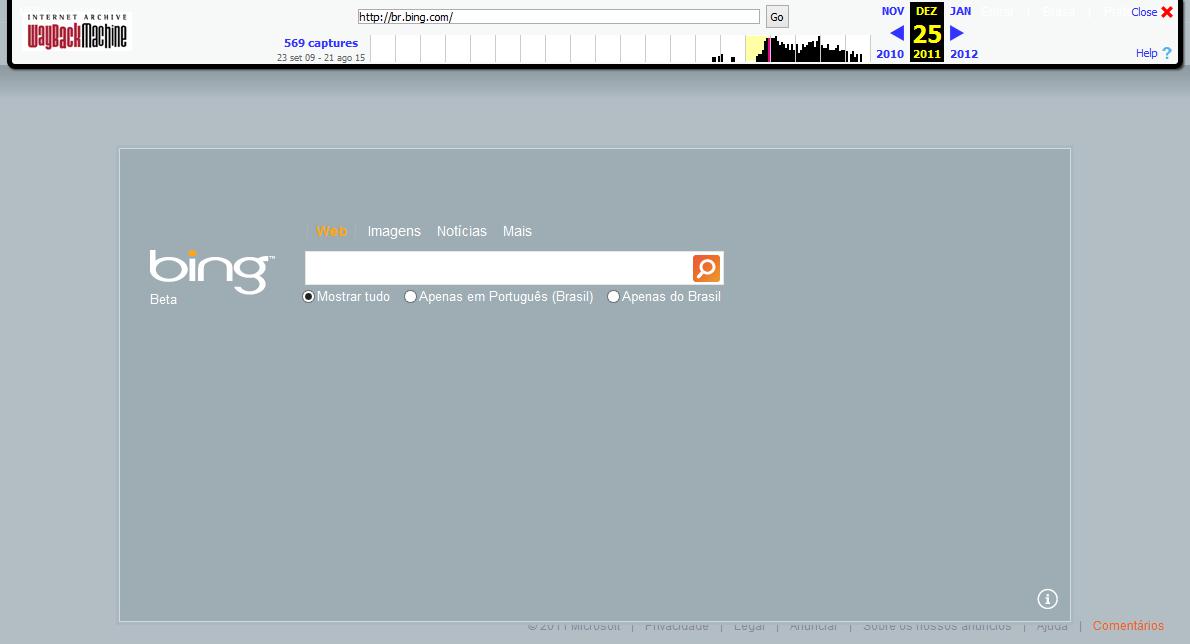 INTERNET ARCHIVE
WayBackMachine
http://br.bing.com/
Go
569 captures
23 set 09 - 21 ago 15
NOV DEZ JAN
25
2010 2011 2012
Close
Help ?
Web Imagens Notícias Mais
bing™
Beta
Mostrar tudo Apenas em Português (Brasil) Apenas do Brasil
© 2011 Microsoft | Privacidade | Legal | Anunciar | Sobre os nossos anúncios | Ajuda | Comentários